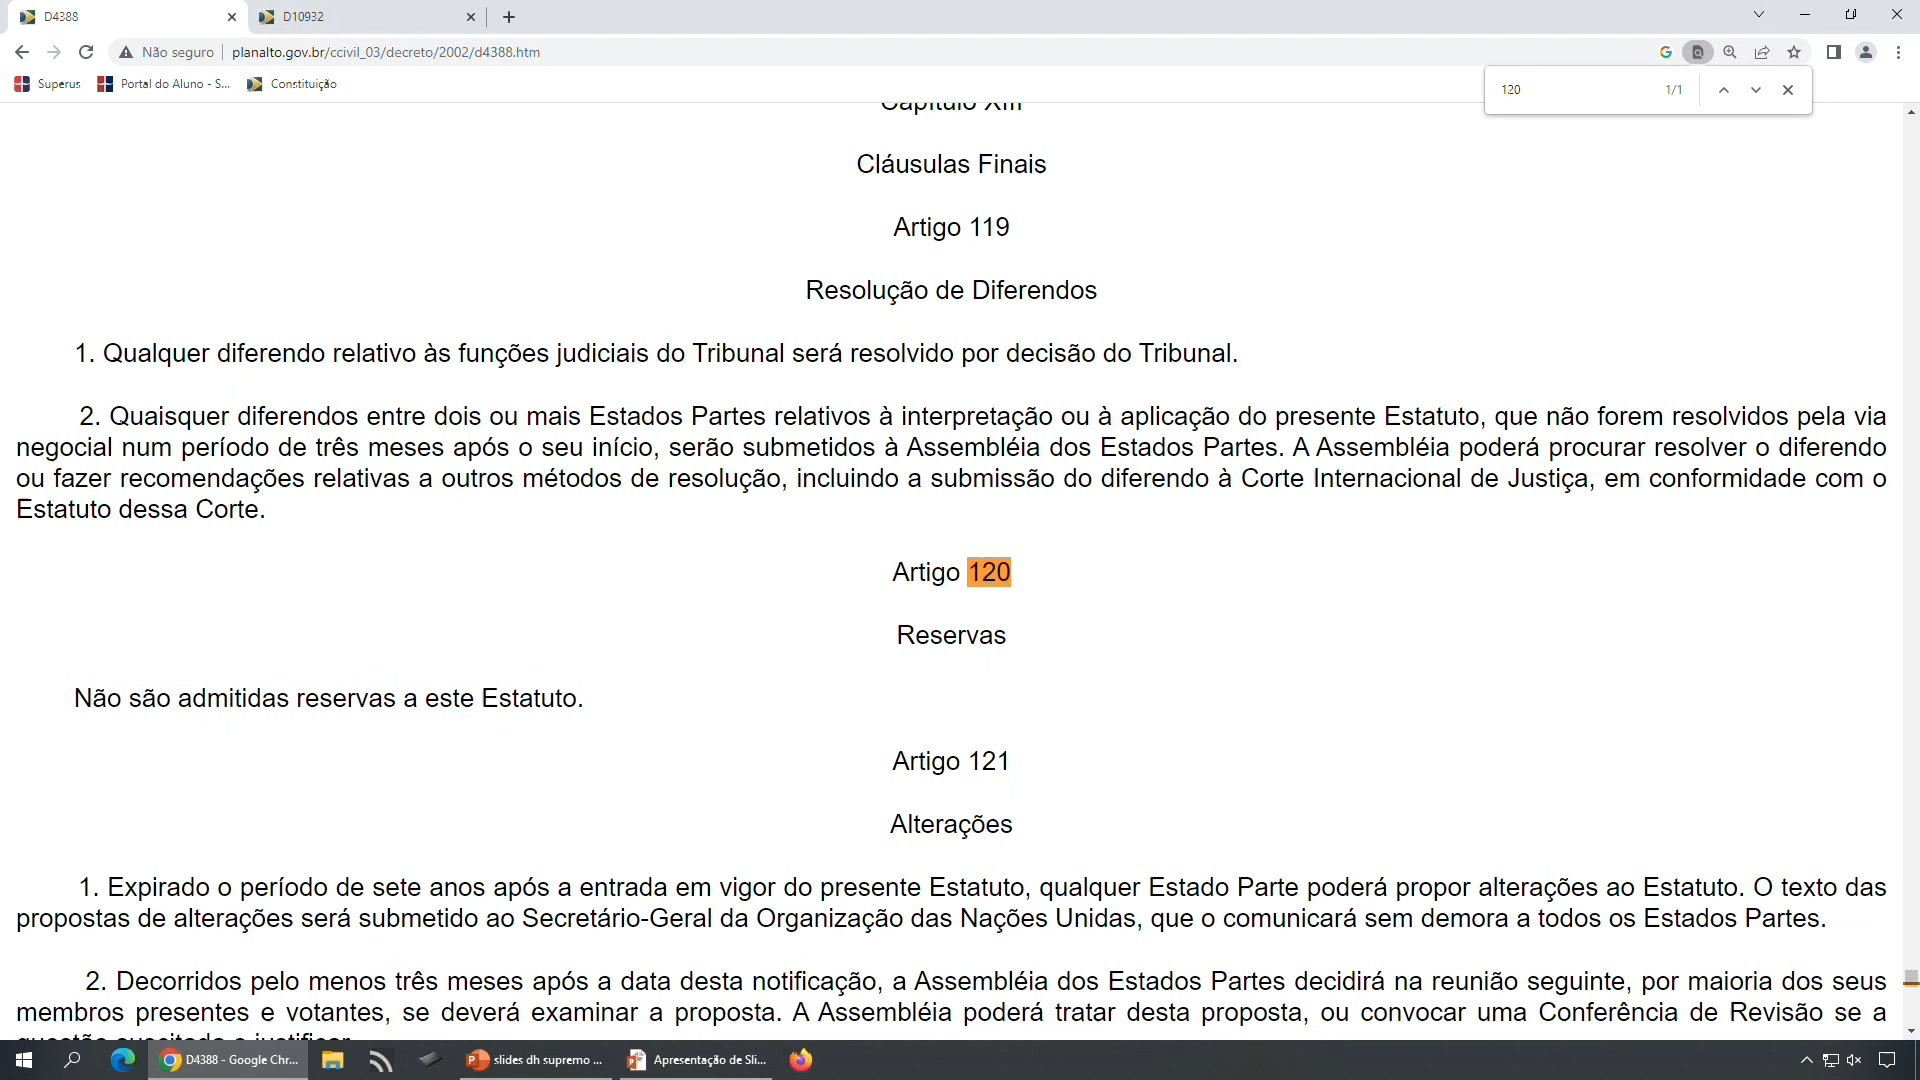 D4388
D10932
Não seguro
planalto.gov.br/ccivil_03/decreto/2002/d4388.htm
Superus
Portal do Aluno - S...
Constituição
120
1/1
Capítulo XIII
Cláusulas Finais
Artigo 119
Resolução de Diferendos
1. Qualquer diferendo relativo às funções judiciais do Tribunal será resolvido por decisão do Tribunal.
2. Quaisquer diferendos entre dois ou mais Estados Partes relativos à interpretação ou à aplicação do presente Estatuto, que não forem resolvidos pela via
negocial num período de três meses após o seu início, serão submetidos à Assembléia dos Estados Partes. A Assembléia poderá procurar resolver o diferendo
ou fazer recomendações relativas a outros métodos de resolução, incluindo a submissão do diferendo à Corte Internacional de Justiça, em conformidade com o
Estatuto dessa Corte.
Artigo 120
Reservas
Não são admitidas reservas a este Estatuto.
Artigo 121
Alterações
1. Expirado o período de sete anos após a entrada em vigor do presente Estatuto, qualquer Estado Parte poderá propor alterações ao Estatuto. O texto das
propostas de alterações será submetido ao Secretário-Geral da Organização das Nações Unidas, que o comunicará sem demora a todos os Estados Partes.
2. Decorridos pelo menos três meses após a data desta notificação, a Assembléia dos Estados Partes decidirá na reunião seguinte, por maioria dos seus
membros presentes e votantes, se deverá examinar a proposta. A Assembléia poderá tratar desta proposta, ou convocar uma Conferência de Revisão se a
questão suscitada o justificar.
D4388 - Google Chr...
slides dh supremo ...
Apresentação de Sli...